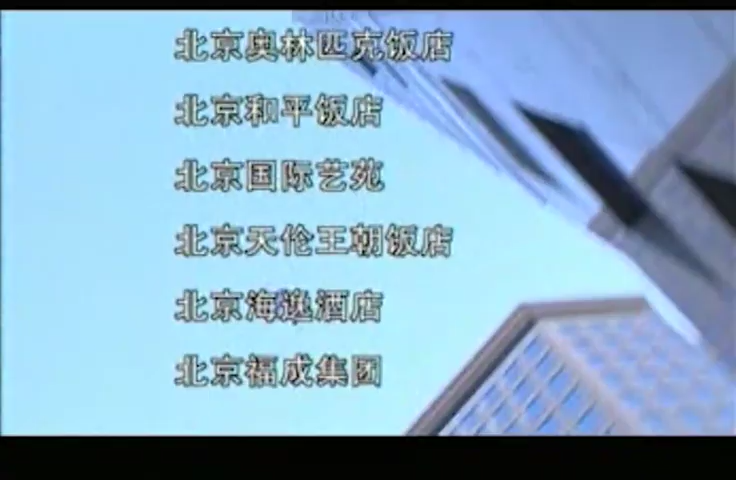 北京奥林匹克饭店
北京和平饭店
北京国际艺苑
北京天伦王朝饭店
北京海逸酒店
北京福成集团